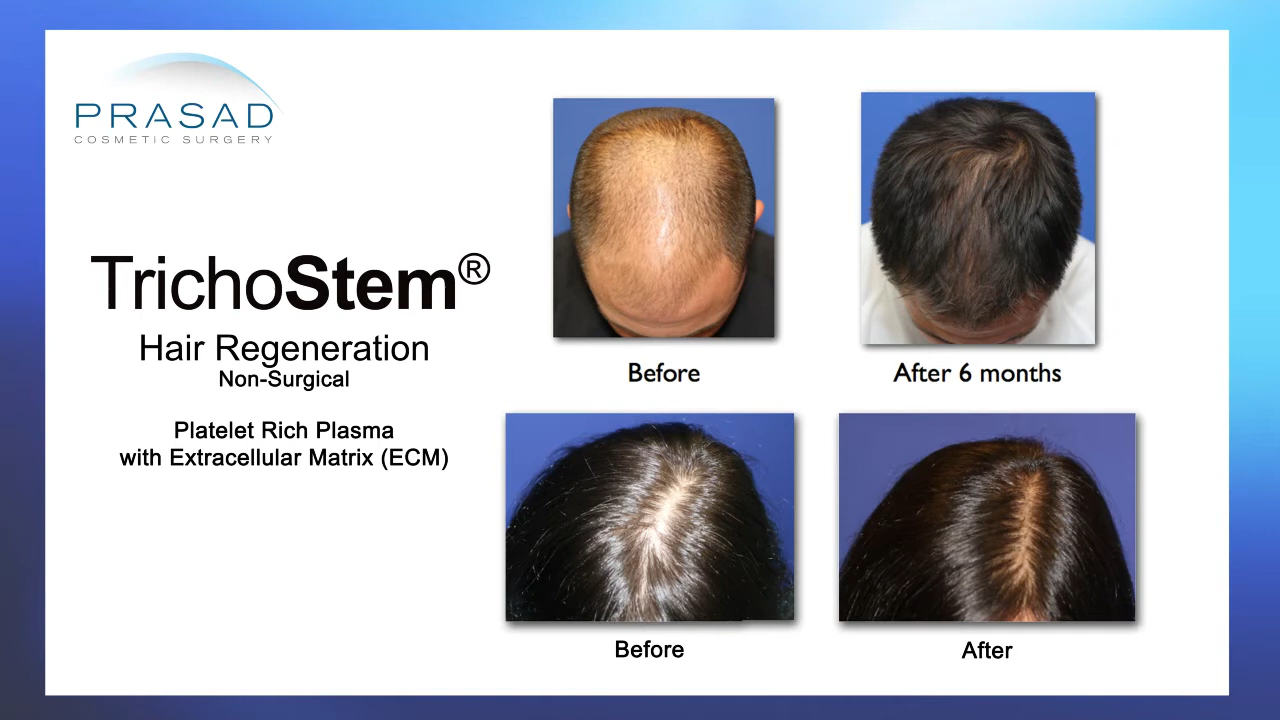 PRASAD
COSMETIC SURGERY
TrichoStem®
Hair Regeneration
Non-Surgical
Platelet Rich Plasma
with Extracellular Matrix (ECM)
Before
After 6 months
Before
After